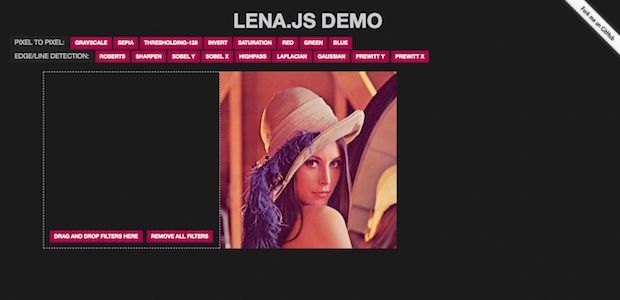 LENA.JS DEMO
Fork me on GitHub
PIXEL TO PIXEL: GRAYSCALE SEPIA THRESHOLDING-128 INVERT SATURATION RED GREEN BLUE
EDGE/LINE DETECTION: ROBERTS SHARPEN SOBEL Y SOBEL X HIGHPASS LAPLACIAN GAUSSIAN PREWITT Y PREWITT X
DRAG AND DROP FILTERS HERE REMOVE ALL FILTERS